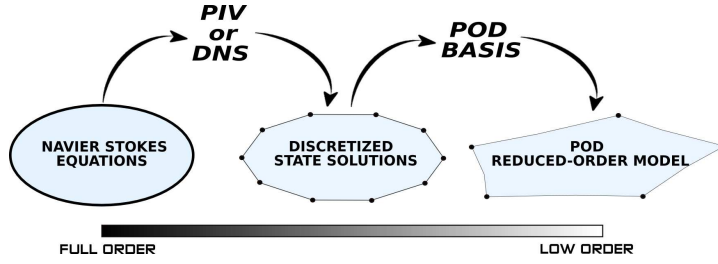 PIV
or
DNS
POD
BASIS
NAVIER STOKES
EQUATIONS
DISCRETIZED
STATE SOLUTIONS
POD
REDUCED-ORDER MODEL
FULL ORDER
LOW ORDER